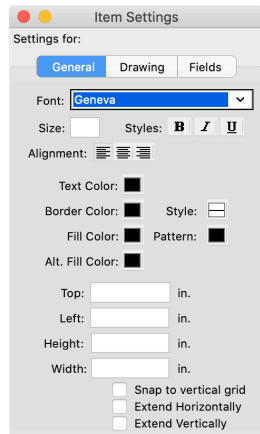 Item Settings
Settings for:
General Drawing Fields
Font: Geneva
Size: Styles: B I U
Alignment:
Text Color:
Border Color: Style:
Fill Color: Pattern:
Alt. Fill Color:
Top: in.
Left: in.
Height: in.
Width: in.
Snap to vertical grid
Extend Horizontally
Extend Vertically